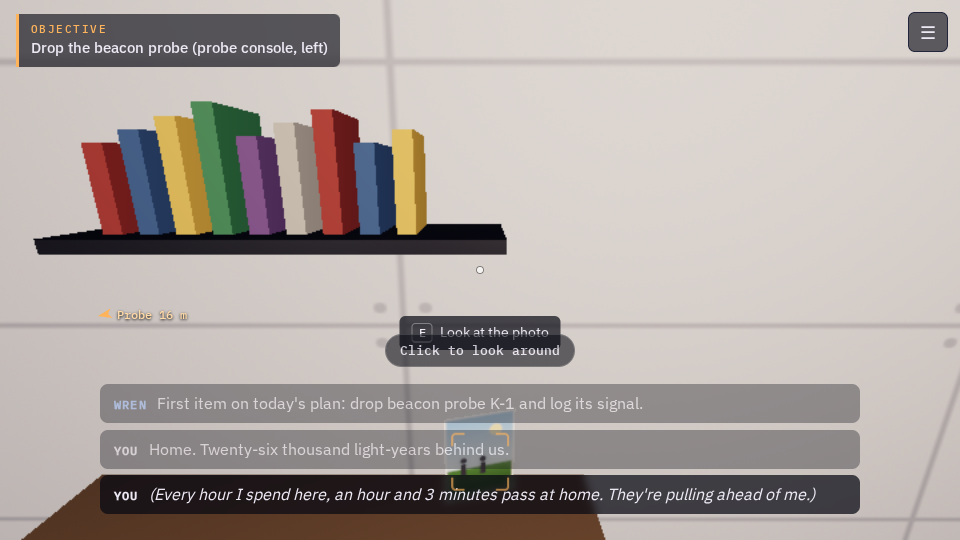 OBJECTIVE
Drop the beacon probe (probe console, left)
Probe 16 m
E Look at the photo
Click to look around
WREN First item on today's plan: drop beacon probe K-1 and log its signal.
YOU Home. Twenty-six thousand light-years behind us.
YOU (Every hour I spend here, an hour and 3 minutes pass at home. They're pulling ahead of me.)